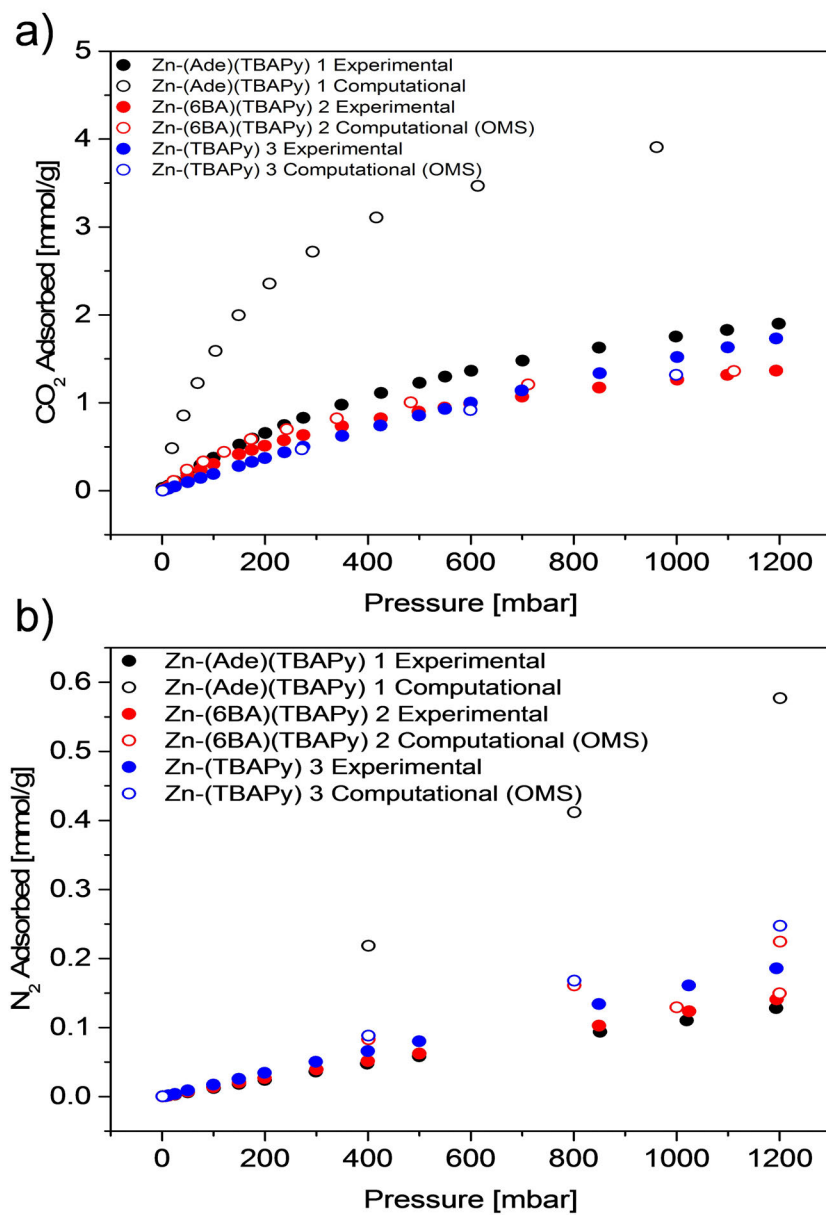 a)
5
4
3
2
1
0
CO2 Adsorbed [mmol/g]
Zn-(Ade)(TBAPy) 1 Experimental
Zn-(Ade)(TBAPy) 1 Computational
Zn-(6BA)(TBAPy) 2 Experimental
Zn-(6BA)(TBAPy) 2 Computational (OMS)
Zn-(TBAPy) 3 Experimental
Zn-(TBAPy) 3 Computational (OMS)
0 200 400 600 800 1000 1200
Pressure [mbar]
b)
0.6
0.5
0.4
0.3
0.2
0.1
0.0
N2 Adsorbed [mmol/g]
Zn-(Ade)(TBAPy) 1 Experimental
Zn-(Ade)(TBAPy) 1 Computational
Zn-(6BA)(TBAPy) 2 Experimental
Zn-(6BA)(TBAPy) 2 Computational (OMS)
Zn-(TBAPy) 3 Experimental
Zn-(TBAPy) 3 Computational (OMS)
0 200 400 600 800 1000 1200
Pressure [mbar]